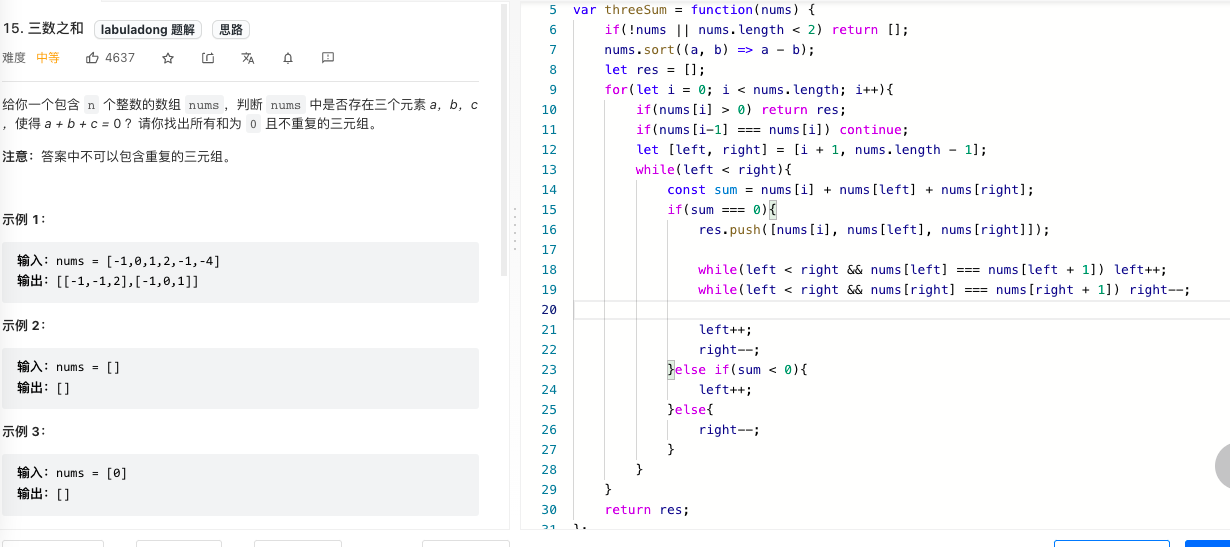 15. 三数之和 labuladong 题解 思路
难度 中等 4637
给你一个包含 n 个整数的数组 nums ，判断 nums 中是否存在三个元素 a，b，c
，使得 a + b + c = 0 ？请你找出所有和为 0 且不重复的三元组。
注意：答案中不可以包含重复的三元组。
示例 1：
输入：nums = [-1,0,1,2,-1,-4]
输出：[[-1,-1,2],[-1,0,1]]
示例 2：
输入：nums = []
输出：[]
示例 3：
输入：nums = [0]
输出：[]
5 var threeSum = function(nums) {
6 if(!nums || nums.length < 2) return [];
7 nums.sort((a, b) => a - b);
8 let res = [];
9 for(let i = 0; i < nums.length; i++){
10 if(nums[i] > 0) return res;
11 if(nums[i-1] === nums[i]) continue;
12 let [left, right] = [i + 1, nums.length - 1];
13 while(left < right){
14 const sum = nums[i] + nums[left] + nums[right];
15 if(sum === 0){
16 res.push([nums[i], nums[left], nums[right]]);
17
18 while(left < right && nums[left] === nums[left + 1]) left++;
19 while(left < right && nums[right] === nums[right + 1]) right--;
20
21 left++;
22 right--;
23 }else if(sum < 0){
24 left++;
25 }else{
26 right--;
27 }
28 }
29 }
30 return res;
31 };